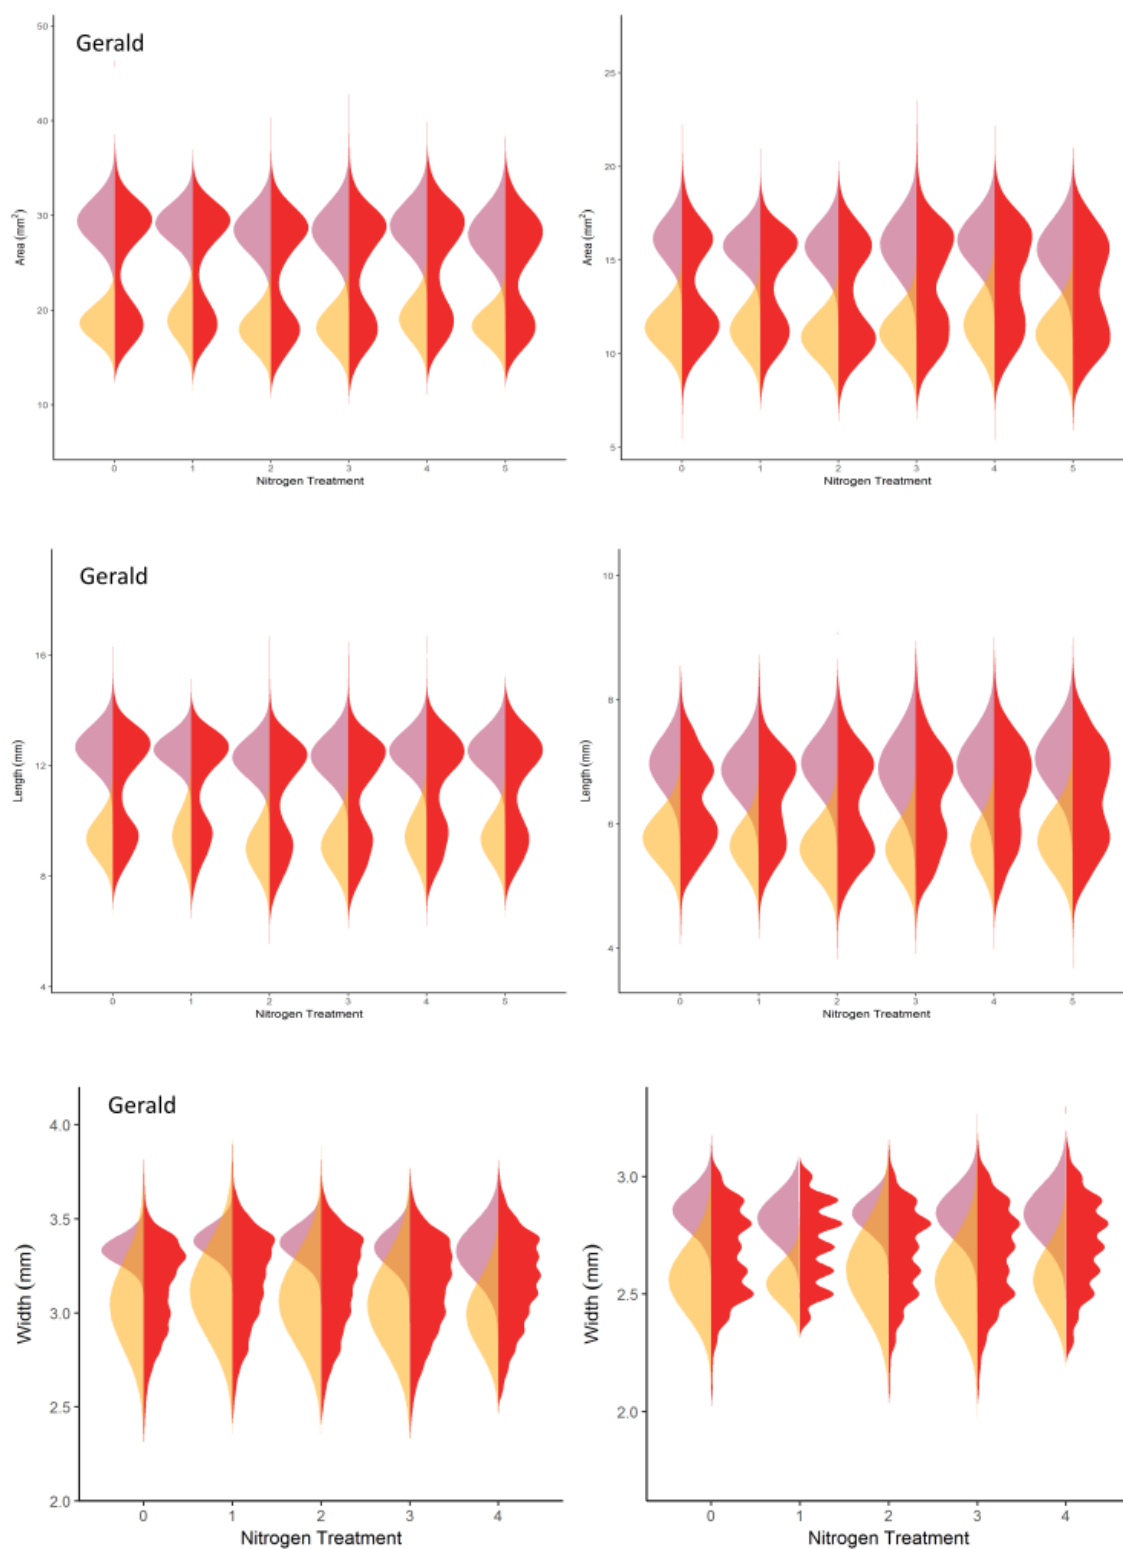 Gerald
50
40
30
20
10
Area (mm²)
0 1 2 3 4 5
Nitrogen Treatment
25
20
15
10
5
Area (mm²)
0 1 2 3 4 5
Nitrogen Treatment
Gerald
16
12
8
4
Length (mm)
0 1 2 3 4 5
Nitrogen Treatment
10
8
6
4
Length (mm)
0 1 2 3 4 5
Nitrogen Treatment
Gerald
4.0
3.5
3.0
2.5
2.0
Width (mm)
0 1 2 3 4
Nitrogen Treatment
3.0
2.5
2.0
Width (mm)
0 1 2 3 4
Nitrogen Treatment